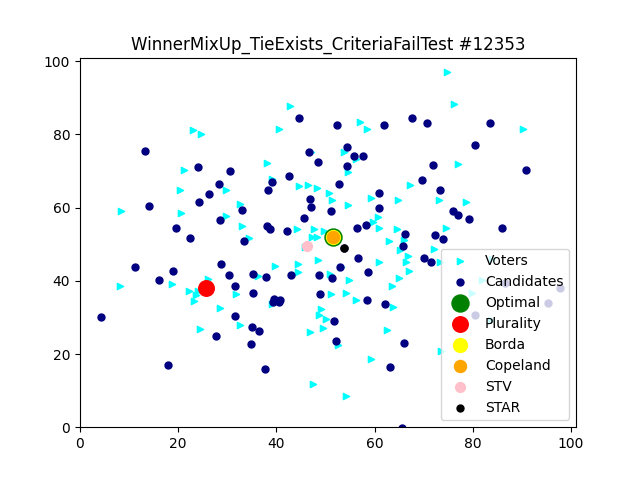 WinnerMixUp_TieExists_CriteriaFailTest #12353
100
80
60
40
20
0
0 20 40 60 80 100
Voters
Candidates
Optimal
Plurality
Borda
Copeland
STV
STAR